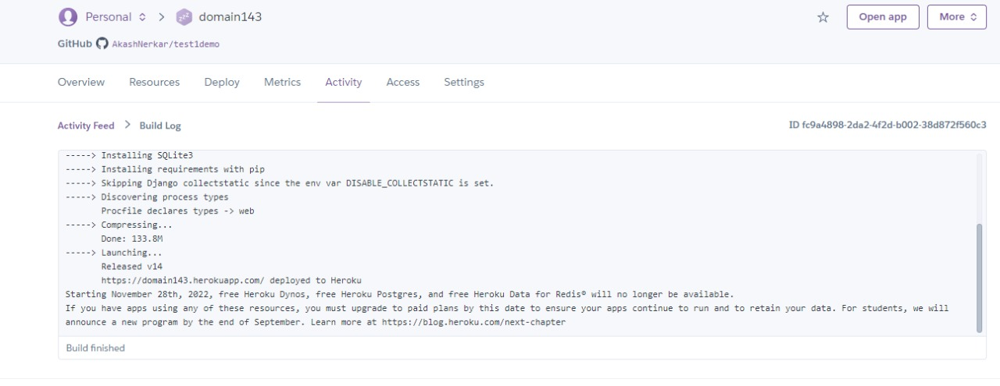 Personal > domain143
Open app
More
GitHub AkashNerkar/test1demo
Overview Resources Deploy Metrics Activity Access Settings
Activity Feed > Build Log
ID fc9a4898-2da2-4f2d-b002-38d872f560c3
-----> Installing SQLite3
-----> Installing requirements with pip
-----> Skipping Django collectstatic since the env var DISABLE_COLLECTSTATIC is set.
-----> Discovering process types
Procfile declares types -> web
-----> Compressing...
Done: 133.8M
-----> Launching...
Released v14
https://domain143.herokuapp.com/ deployed to Heroku
Starting November 28th, 2022, free Heroku Dynos, free Heroku Postgres, and free Heroku Data for Redis® will no longer be available.
If you have apps using any of these resources, you must upgrade to paid plans by this date to ensure your apps continue to run and to retain your data. For students, we will
announce a new program by the end of September. Learn more at https://blog.heroku.com/next-chapter
Build finished